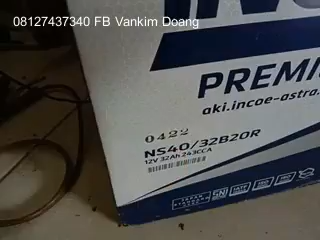 08127437340 FB Vankim Doang
PREMI
aki.incoe-astra.
0422
NS40/32B20R
12V 32Ah 243CCA